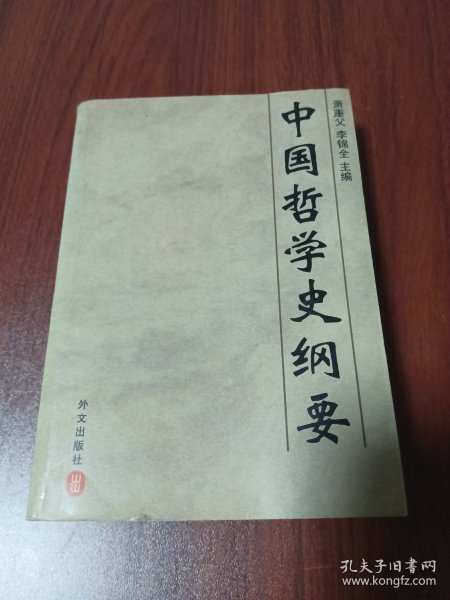 萧萐父 李锦全 主编
中国哲学史纲要
外文出版社
出
孔夫子旧书网
www.kongfz.com